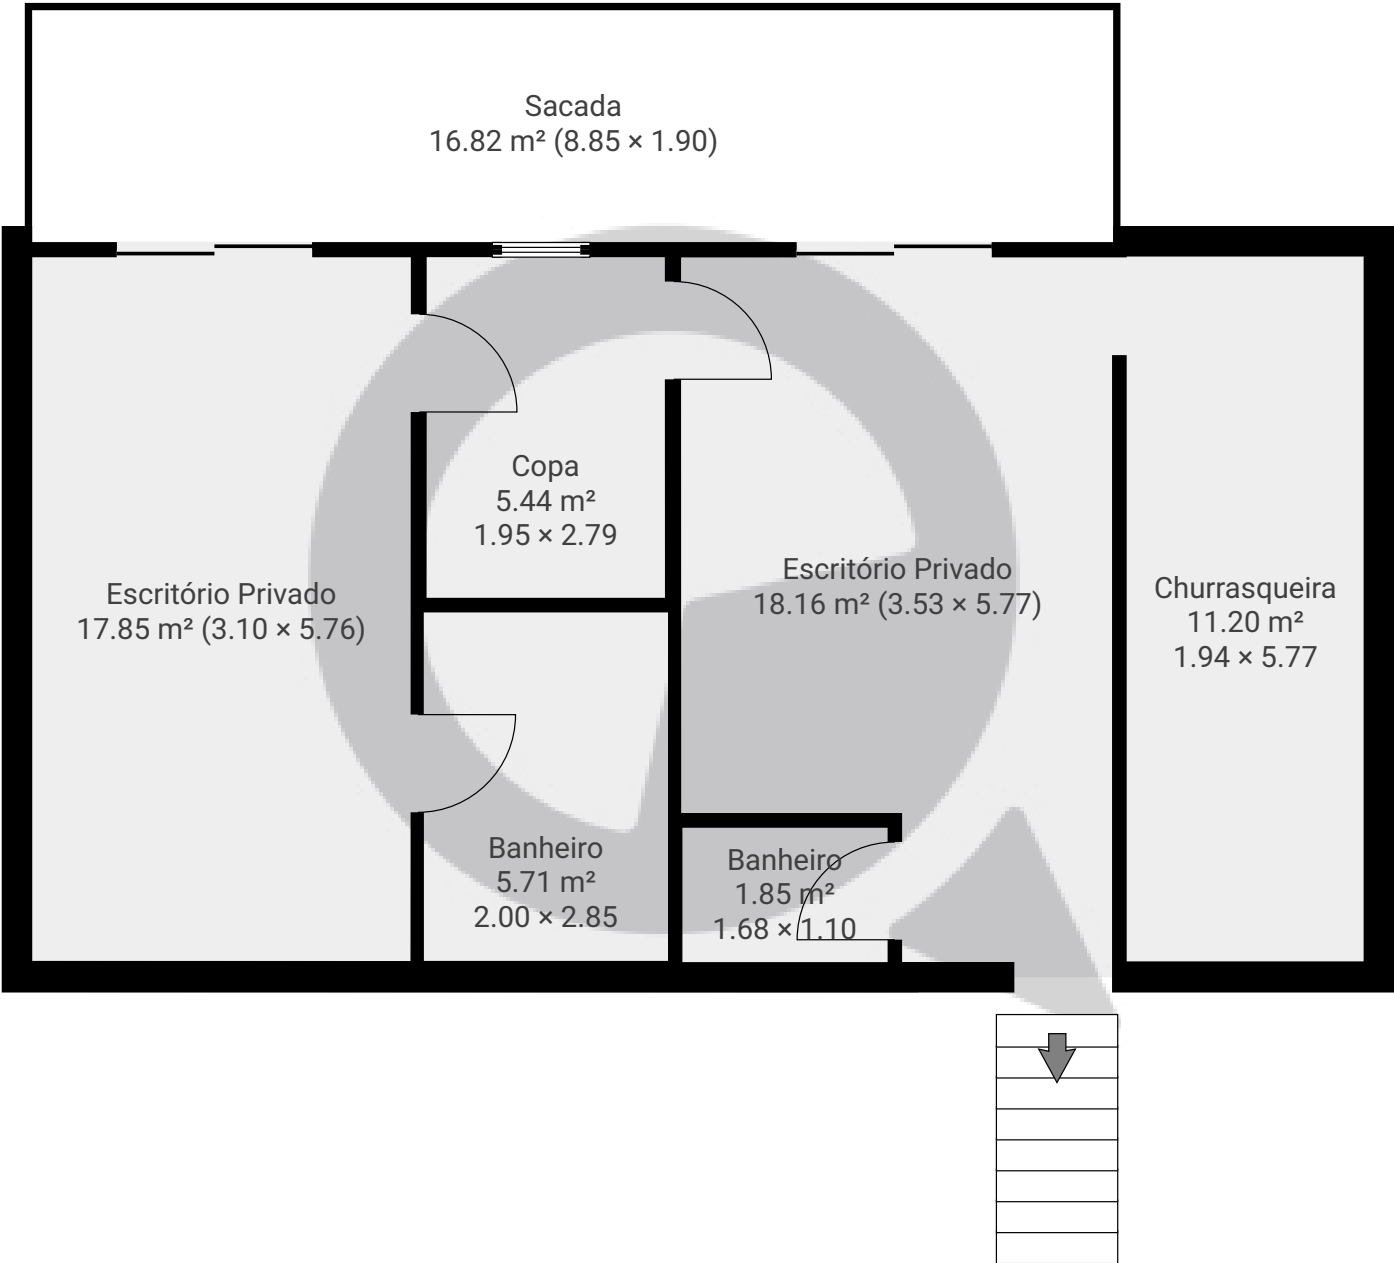 Sacada
16.82 m² (8.85 × 1.90)
Copa
5.44 m²
1.95 × 2.79
Escritório Privado
17.85 m² (3.10 × 5.76)
Escritório Privado
18.16 m² (3.53 × 5.77)
Churrasqueira
11.20 m²
1.94 × 5.77
Banheiro
5.71 m²
2.00 × 2.85
Banheiro
1.85 m²
1.68 × 1.10